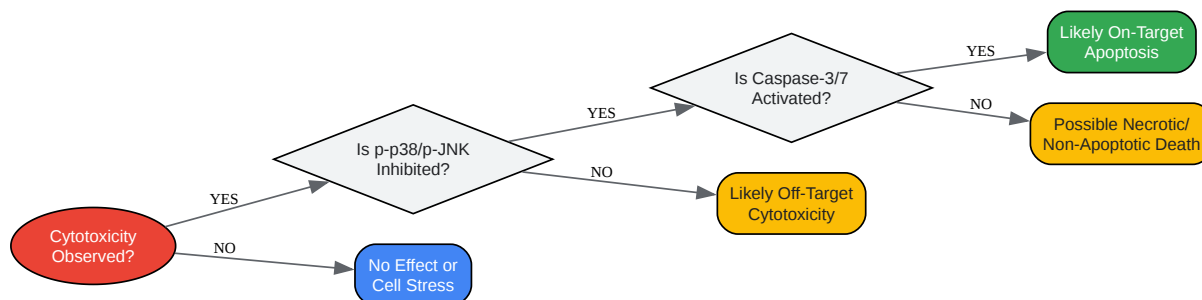 Cytotoxicity
Observed?
YES
NO
No Effect or
Cell Stress
Is p-p38/p-JNK
Inhibited?
YES
NO
Likely Off-Target
Cytotoxicity
Is Caspase-3/7
Activated?
YES
NO
Likely On-Target
Apoptosis
Possible Necrotic/
Non-Apoptotic Death